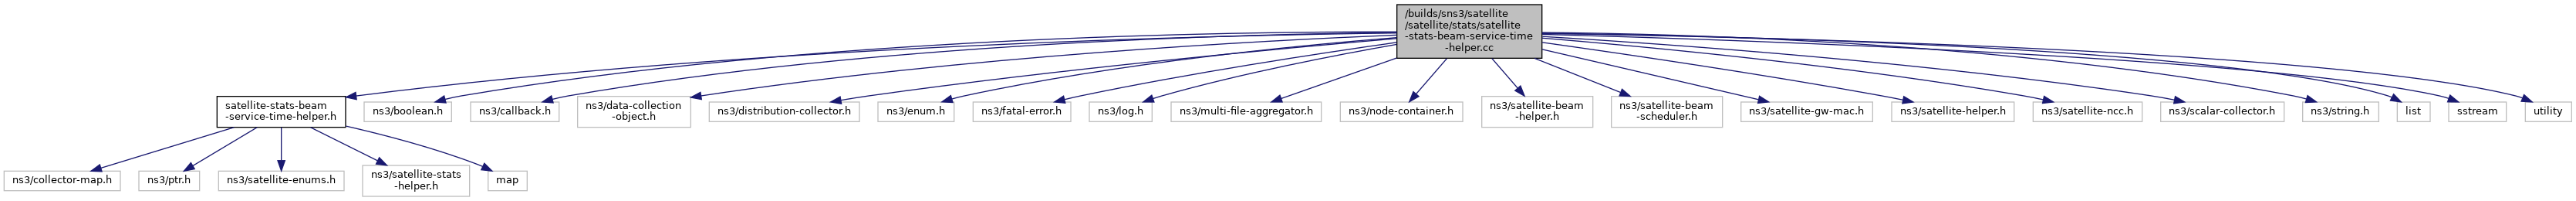 /builds/sns3/satellite
/satellite/stats/satellite
-stats-beam-service-time
-helper.cc
satellite-stats-beam
-service-time-helper.h
ns3/boolean.h
ns3/callback.h
ns3/data-collection
-object.h
ns3/distribution-collector.h
ns3/enum.h
ns3/fatal-error.h
ns3/log.h
ns3/multi-file-aggregator.h
ns3/node-container.h
ns3/satellite-beam
-helper.h
ns3/satellite-beam
-scheduler.h
ns3/satellite-gw-mac.h
ns3/satellite-helper.h
ns3/satellite-ncc.h
ns3/scalar-collector.h
ns3/string.h
list
sstream
utility
ns3/collector-map.h
ns3/ptr.h
ns3/satellite-enums.h
ns3/satellite-stats
-helper.h
map